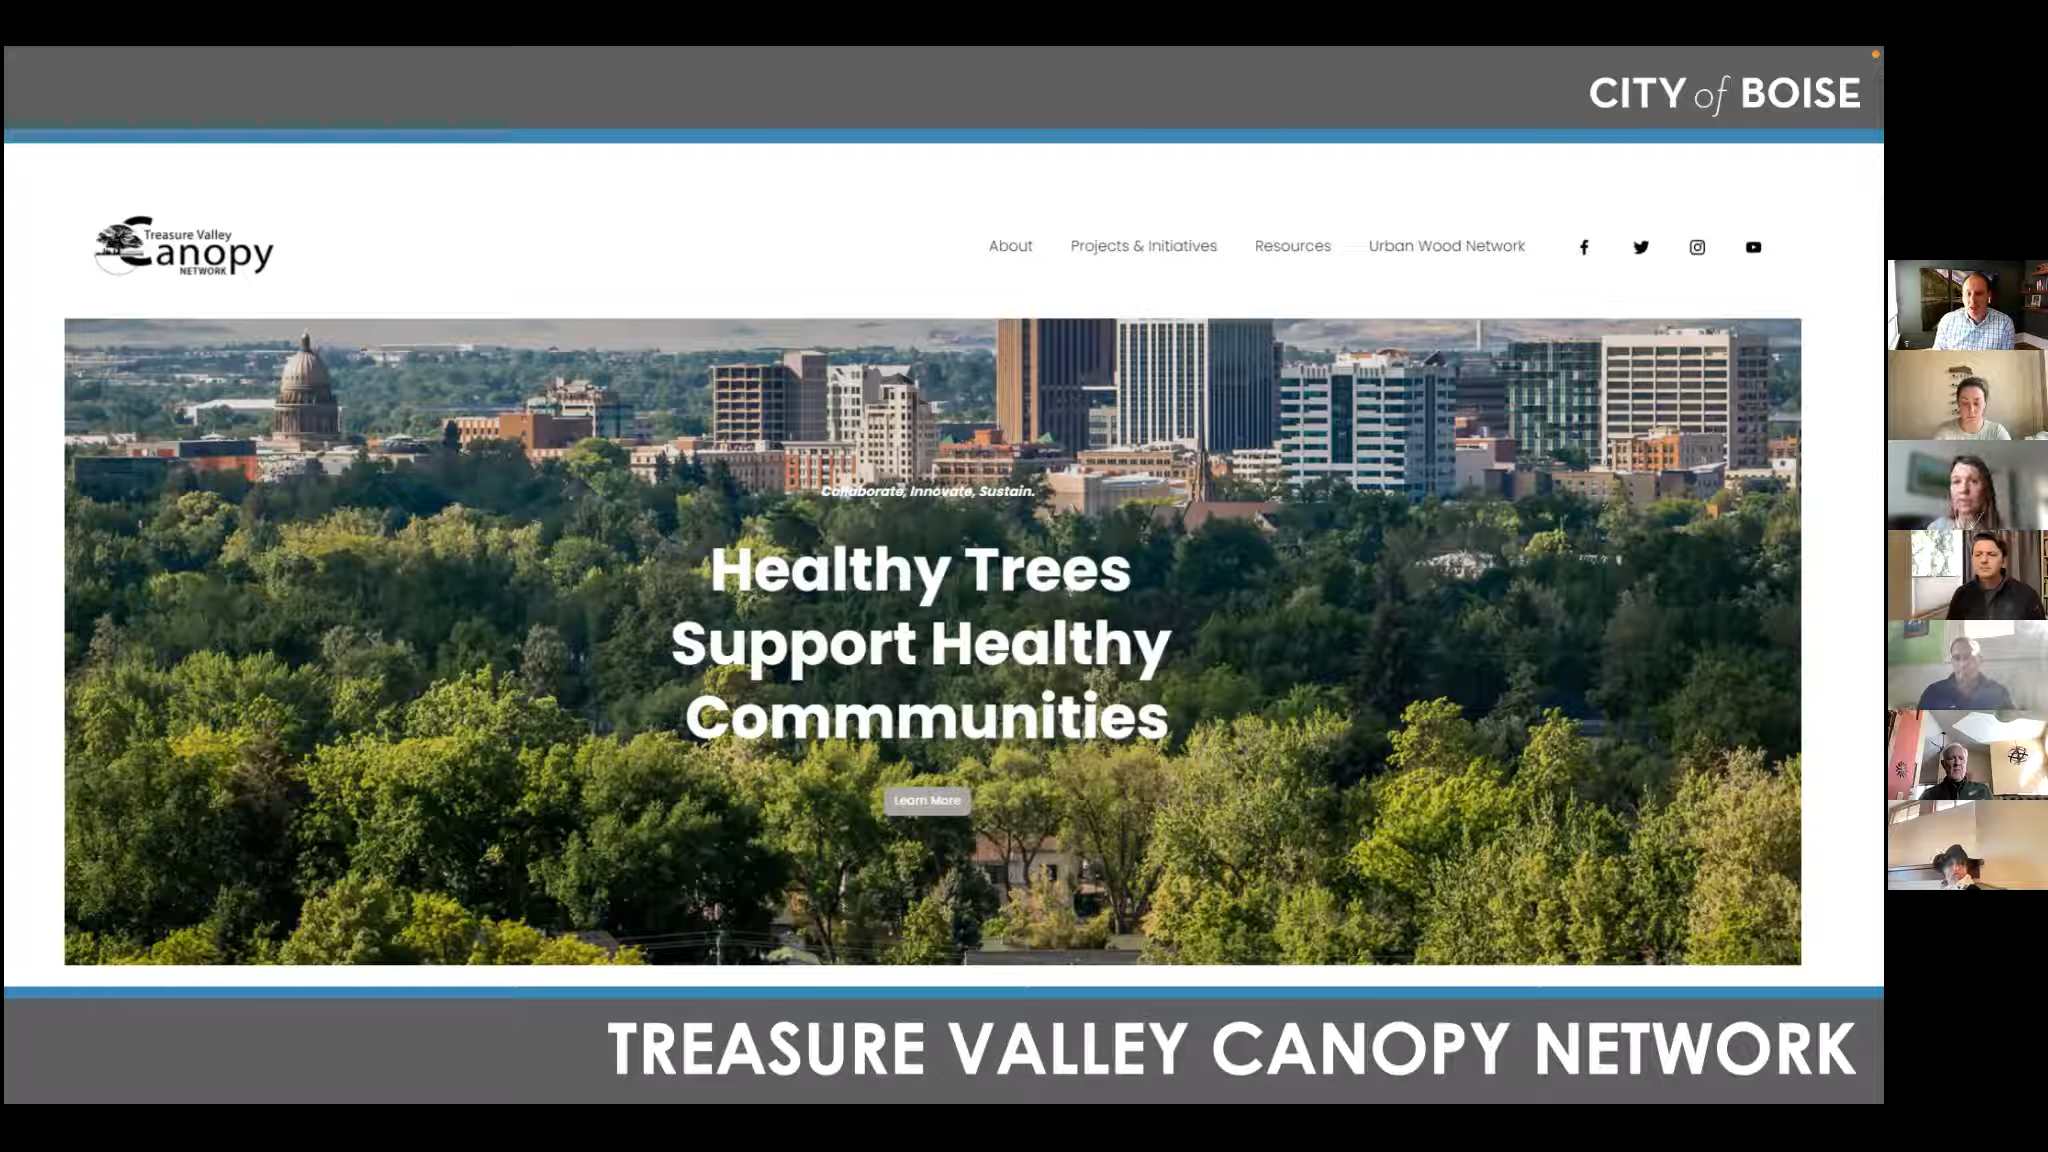 CITY of BOISE
Treasure Valley
Canopy
NETWORK
About Projects & Initiatives Resources Urban Wood Network
Collaborate, Innovate, Sustain.
Healthy Trees
Support Healthy
Commmunities
Learn More
TREASURE VALLEY CANOPY NETWORK